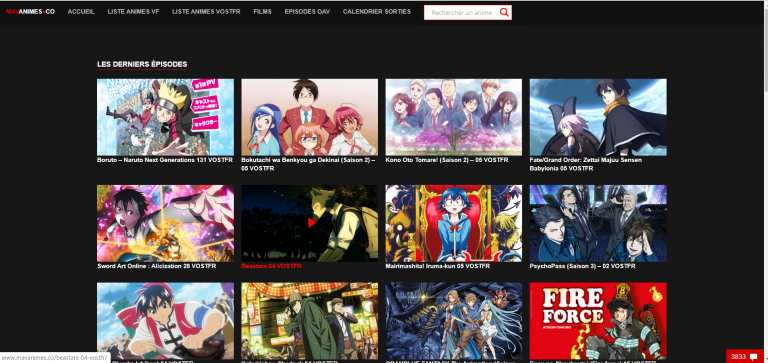 MAVANIMES.CO ACCUEIL LISTE ANIMES VF LISTE ANIMES VOSTFR FILMS EPISODES OAV CALENDRIER SORTIES Rechercher un anime
LES DERNIERS ÉPISODES
Boruto – Naruto Next Generations 131 VOSTFR
Bokutachi wa Benkyou ga Dekinai (Saison 2) –
05 VOSTFR
Kono Oto Tomare! (Saison 2) – 05 VOSTFR
Fate/Grand Order: Zettai Majuu Sensen
Babylonia 05 VOSTFR
Sword Art Online : Alicization 28 VOSTFR
Beastars 04 VOSTFR
Mairimashita! Iruma-kun 05 VOSTFR
PsychoPass (Saison 3) – 02 VOSTFR
FIRE
FORCE
www.mavanimes.co/beastars-04-vostfr/
3833